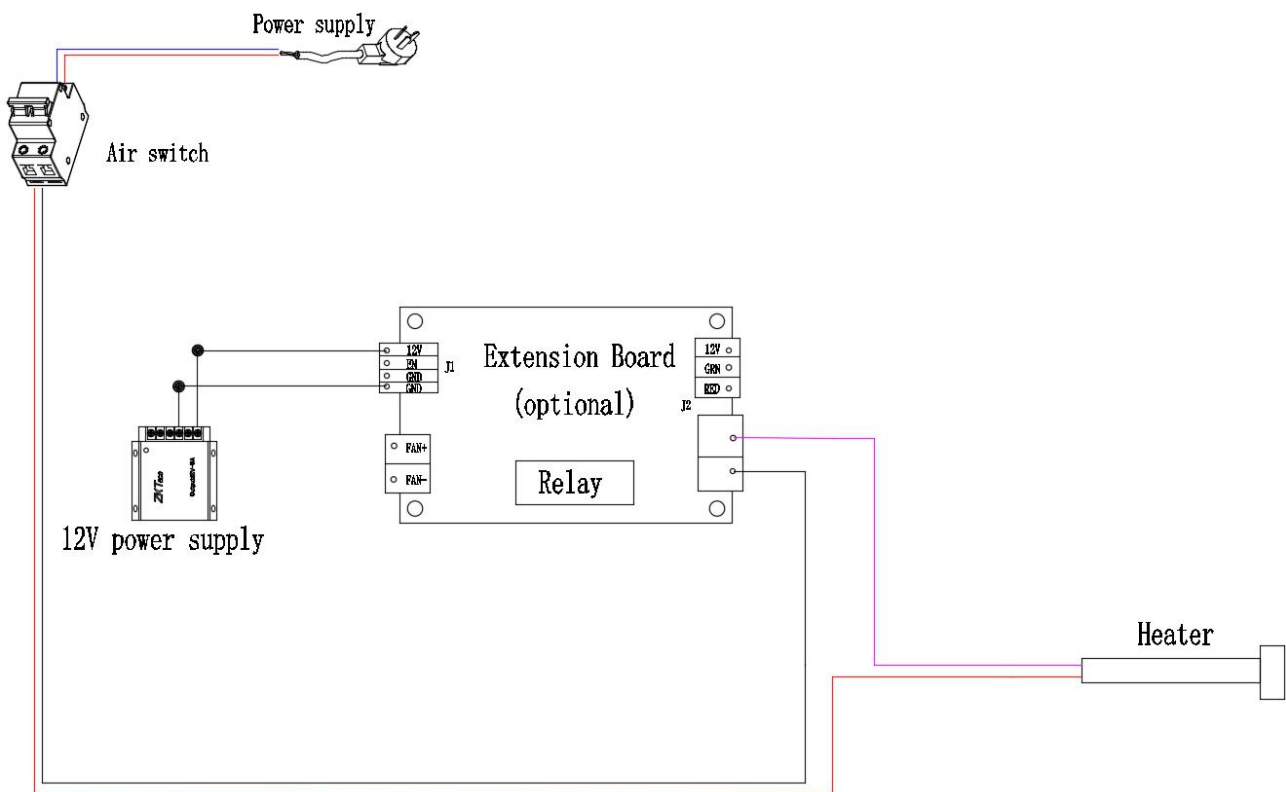 Power supply
Air switch
12V
EN
GND
GND
J1
Extension Board
(optional)
12V
GRN
RED
J2
FAN+
FAN-
Relay
ZKTeco
12V power supply
Heater